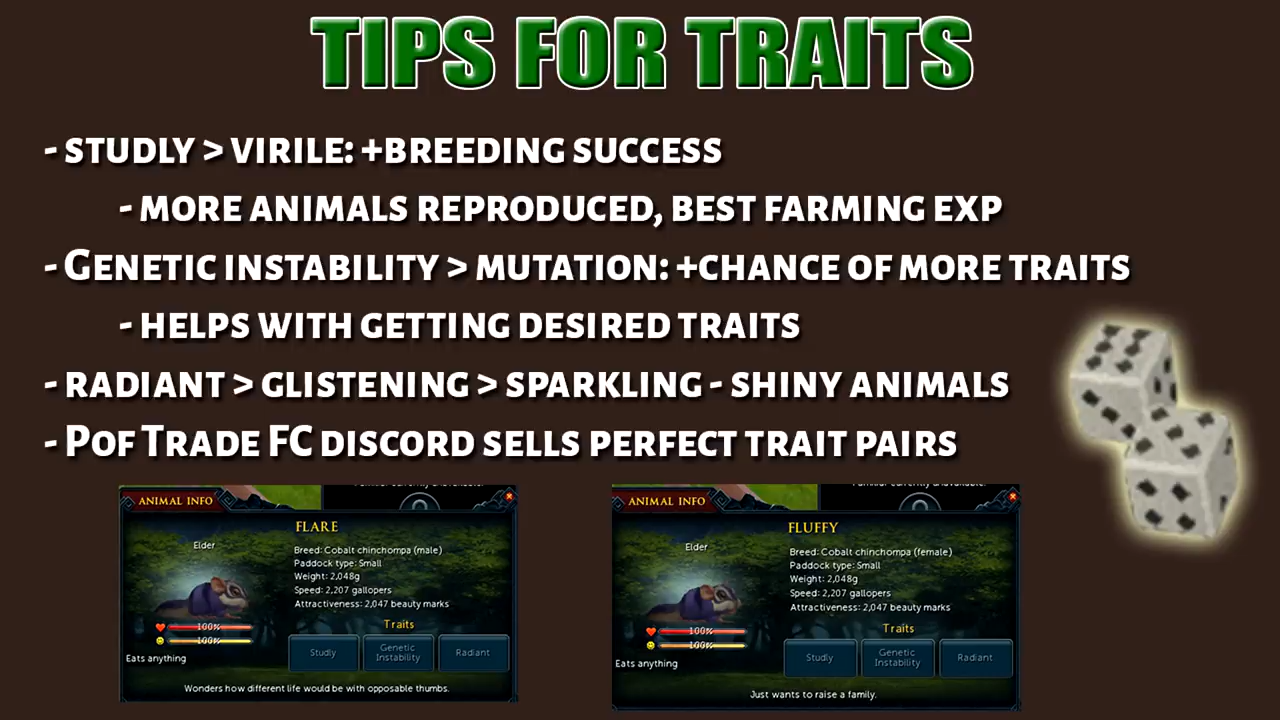 TIPS FOR TRAITS
- STUDLY > VIRILE: +BREEDING SUCCESS
- MORE ANIMALS REPRODUCED, BEST FARMING EXP
- GENETIC INSTABILITY > MUTATION: +CHANCE OF MORE TRAITS
- HELPS WITH GETTING DESIRED TRAITS
- RADIANT > GLISTENING > SPARKLING - SHINY ANIMALS
- POF TRADE FC DISCORD SELLS PERFECT TRAIT PAIRS
ANIMAL INFO
FLARE
Elder
Breed: Cobalt chinchompa (male)
Paddock type: Small
Weight: 2,048g
Speed: 2,207 gallopers
Attractiveness: 2,047 beauty marks
100%
100%
Eats anything
Traits
Studly
Genetic
Instability
Radiant
Wonders how different life would be with opposable thumbs.
ANIMAL INFO
FLUFFY
Elder
Breed: Cobalt chinchompa (female)
Paddock type: Small
Weight: 2,048g
Speed: 2,207 gallopers
Attractiveness: 2,047 beauty marks
100%
100%
Eats anything
Traits
Studly
Genetic
Instability
Radiant
Just wants to raise a family.